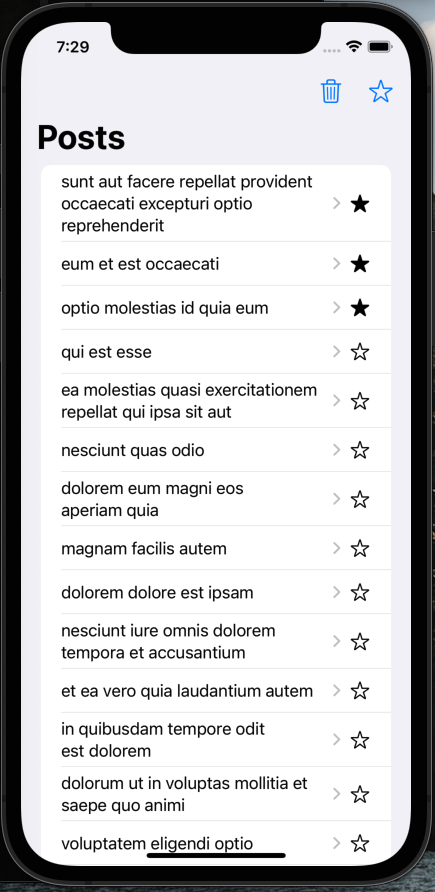 7:29
Posts
sunt aut facere repellat provident
occaecati excepturi optio
reprehenderit
eum et est occaecati
optio molestias id quia eum
qui est esse
ea molestias quasi exercitationem
repellat qui ipsa sit aut
nesciunt quas odio
dolorem eum magni eos
aperiam quia
magnam facilis autem
dolorem dolore est ipsam
nesciunt iure omnis dolorem
tempora et accusantium
et ea vero quia laudantium autem
in quibusdam tempore odit
est dolorem
dolorum ut in voluptas mollitia et
saepe quo animi
voluptatem eligendi optio